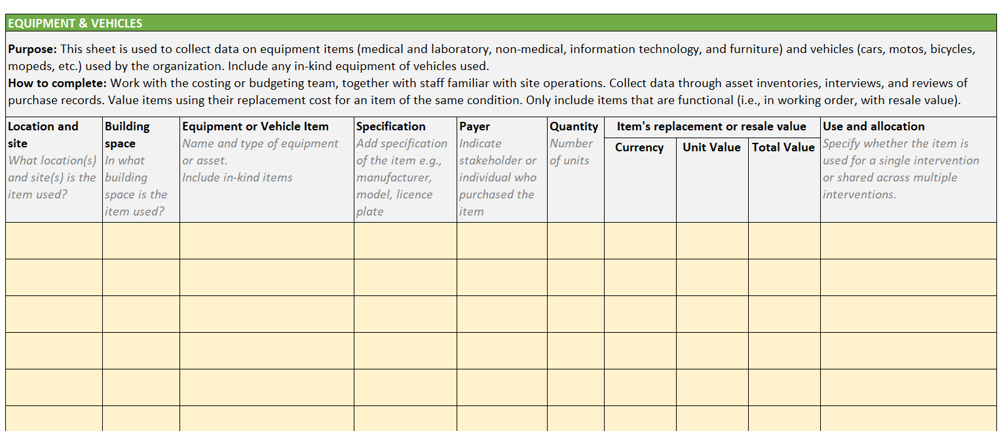 EQUIPMENT & VEHICLES
Purpose: This sheet is used to collect data on equipment items (medical and laboratory, non-medical, information technology, and furniture) and vehicles (cars, motos, bicycles,
mopeds, etc.) used by the organization. Include any in-kind equipment of vehicles used.
How to complete: Work with the costing or budgeting team, together with staff familiar with site operations. Collect data through asset inventories, interviews, and reviews of
purchase records. Value items using their replacement cost for an item of the same condition. Only include items that are functional (i.e., in working order, with resale value).
Location and
site
What location(s)
and site(s) is the
item used?
Building
space
In what
building
space is the
item used?
Equipment or Vehicle Item
Name and type of equipment
or asset.
Include in-kind items
Specification
Add specification
of the item e.g.,
manufacturer,
model, licence
plate
Payer
Indicate
stakeholder or
individual who
purchased the
item
Quantity
Number
of units
Item's replacement or resale value
Currency
Unit Value
Total Value
Use and allocation
Specify whether the item is
used for a single intervention
or shared across multiple
interventions.